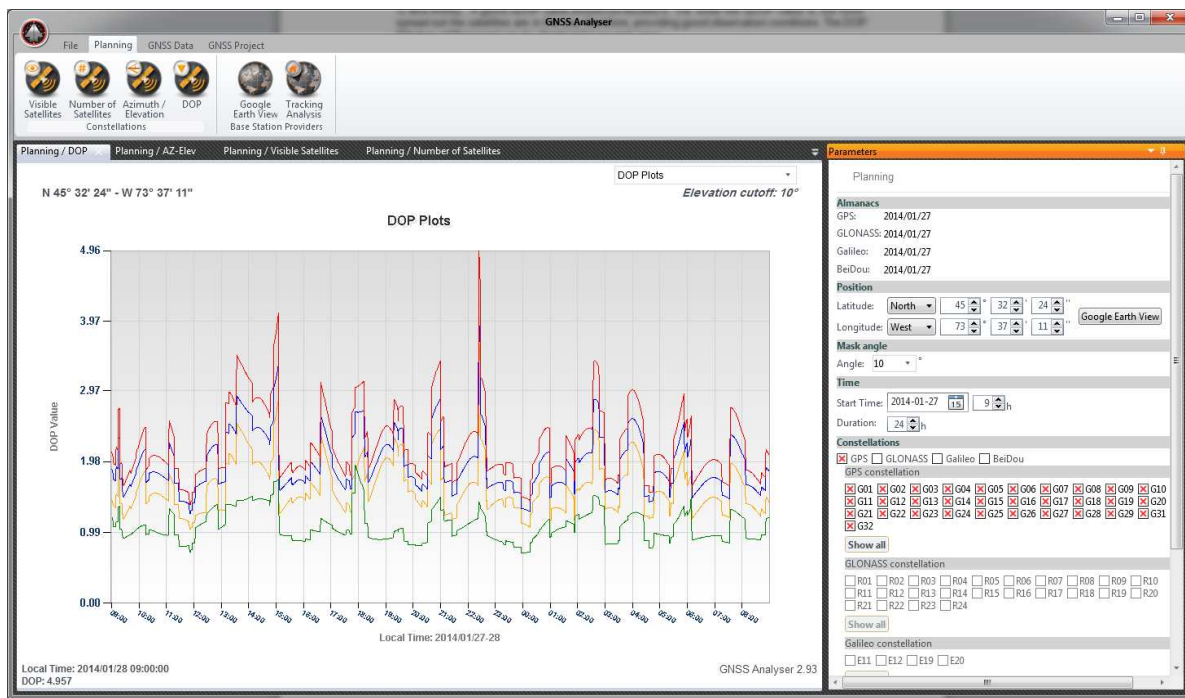 GNSS Analyser
File Planning GNSS Data GNSS Project
Visible Satellites
Number of Satellites
Azimuth / Elevation
DOP
Google Earth View
Tracking Analysis
Constellations
Base Station Providers
Planning / DOP
Planning / AZ-Elev
Planning / Visible Satellites
Planning / Number of Satellites
DOP Plots
N 45° 32' 24" - W 73° 37' 11"
Elevation cutoff: 10°
DOP Plots
DOP Value
4.96
3.97
2.97
1.98
0.99
0.00
09:00 10:00 11:00 12:00 13:00 14:00 15:00 16:00 17:00 18:00 19:00 20:00 21:00 22:00 23:00 00:00 01:00 02:00 03:00 04:00 05:00 06:00 07:00 08:00
Local Time: 2014/01/27-28
Local Time: 2014/01/28 09:00:00
DOP: 4.957
GNSS Analyser 2.93
Parameters
Planning
Almanacs
GPS: 2014/01/27
GLONASS: 2014/01/27
Galileo: 2014/01/27
BeiDou: 2014/01/27
Position
Latitude: North 45 ° 32 ' 24 "
Longitude: West 73 ° 37 ' 11 "
Google Earth View
Mask angle
Angle: 10 °
Time
Start Time: 2014-01-27 15 9 h
Duration: 24 h
Constellations
GPS GLONASS Galileo BeiDou
GPS constellation
G01 G02 G03 G04 G05 G06 G07 G08 G09 G10
G11 G12 G13 G14 G15 G16 G17 G18 G19 G20
G21 G22 G23 G24 G25 G26 G27 G28 G29 G31
G32
Show all
GLONASS constellation
R01 R02 R03 R04 R05 R06 R07 R08 R09 R10
R11 R12 R13 R14 R15 R16 R17 R18 R19 R20
R21 R22 R23 R24
Show all
Galileo constellation
E11 E12 E19 E20